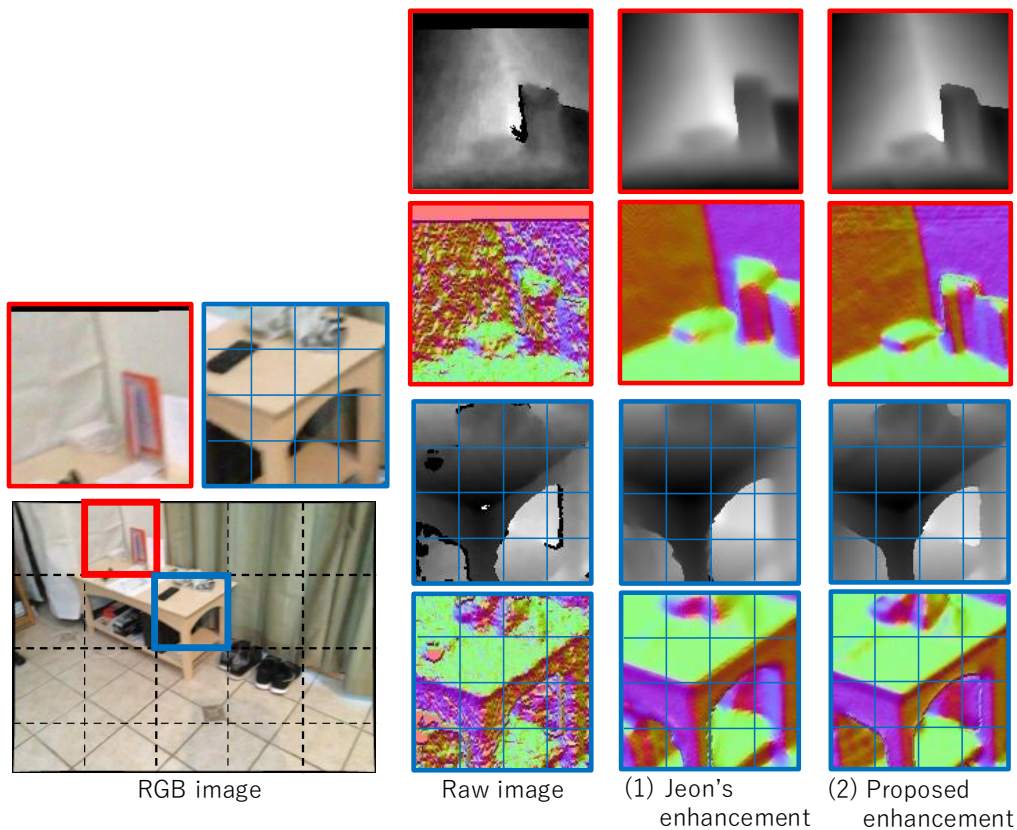 RGB image
Raw image
(1) Jeon's
enhancement
(2) Proposed
enhancement